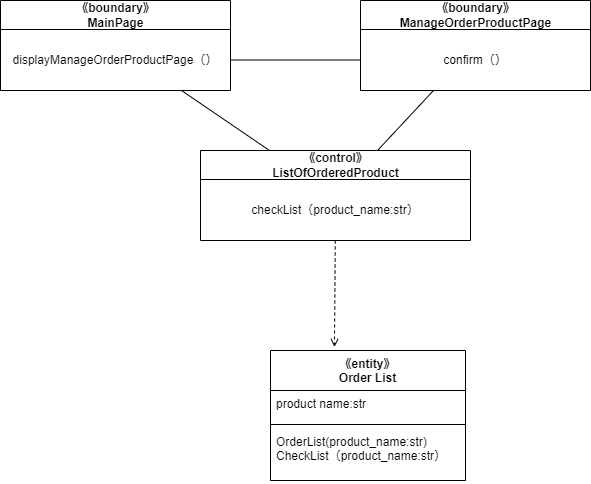 《boundary》
MainPage
displayManageOrderProductPage（）
《boundary》
ManageOrderProductPage
confirm（）
《control》
ListOfOrderedProduct
checkList（product_name:str）
《entity》
Order List
product name:str
OrderList(product_name:str)
CheckList（product_name:str）